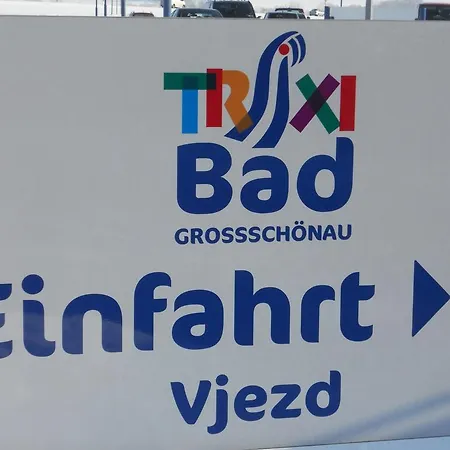 TRIXI
Bad
GROSSSCHÖNAU
Einfahrt
Vjezd